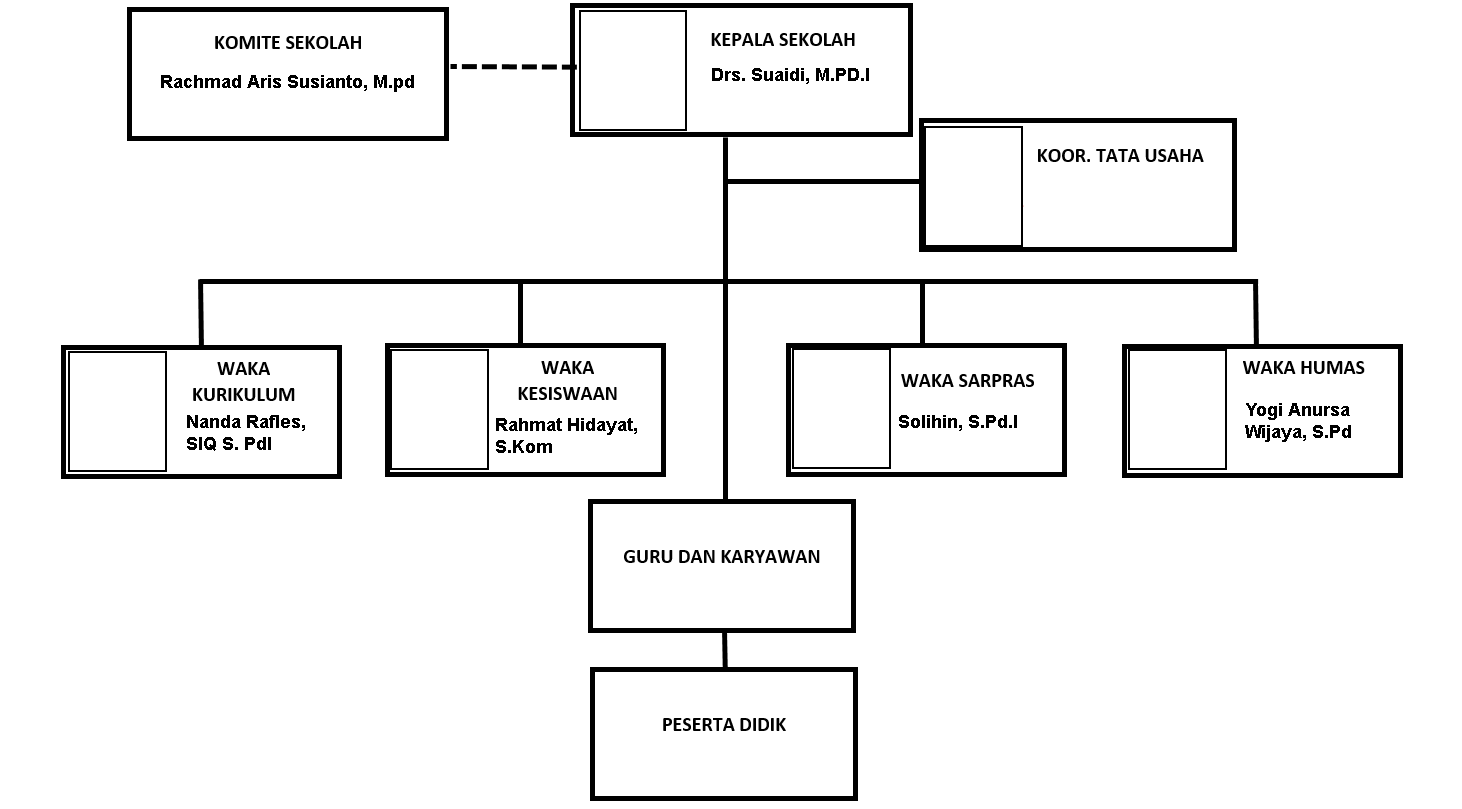 KOMITE SEKOLAH
Rachmad Aris Susianto, M.pd
KEPALA SEKOLAH
Drs. Suaidi, M.PD.I
KOOR. TATA USAHA
WAKA
KURIKULUM
Nanda Rafles,
SIQ S. PdI
WAKA
KESISWAAN
Rahmat Hidayat,
S.Kom
WAKA SARPRAS
Solihin, S.Pd.I
WAKA HUMAS
Yogi Anursa
Wijaya, S.Pd
GURU DAN KARYAWAN
PESERTA DIDIK